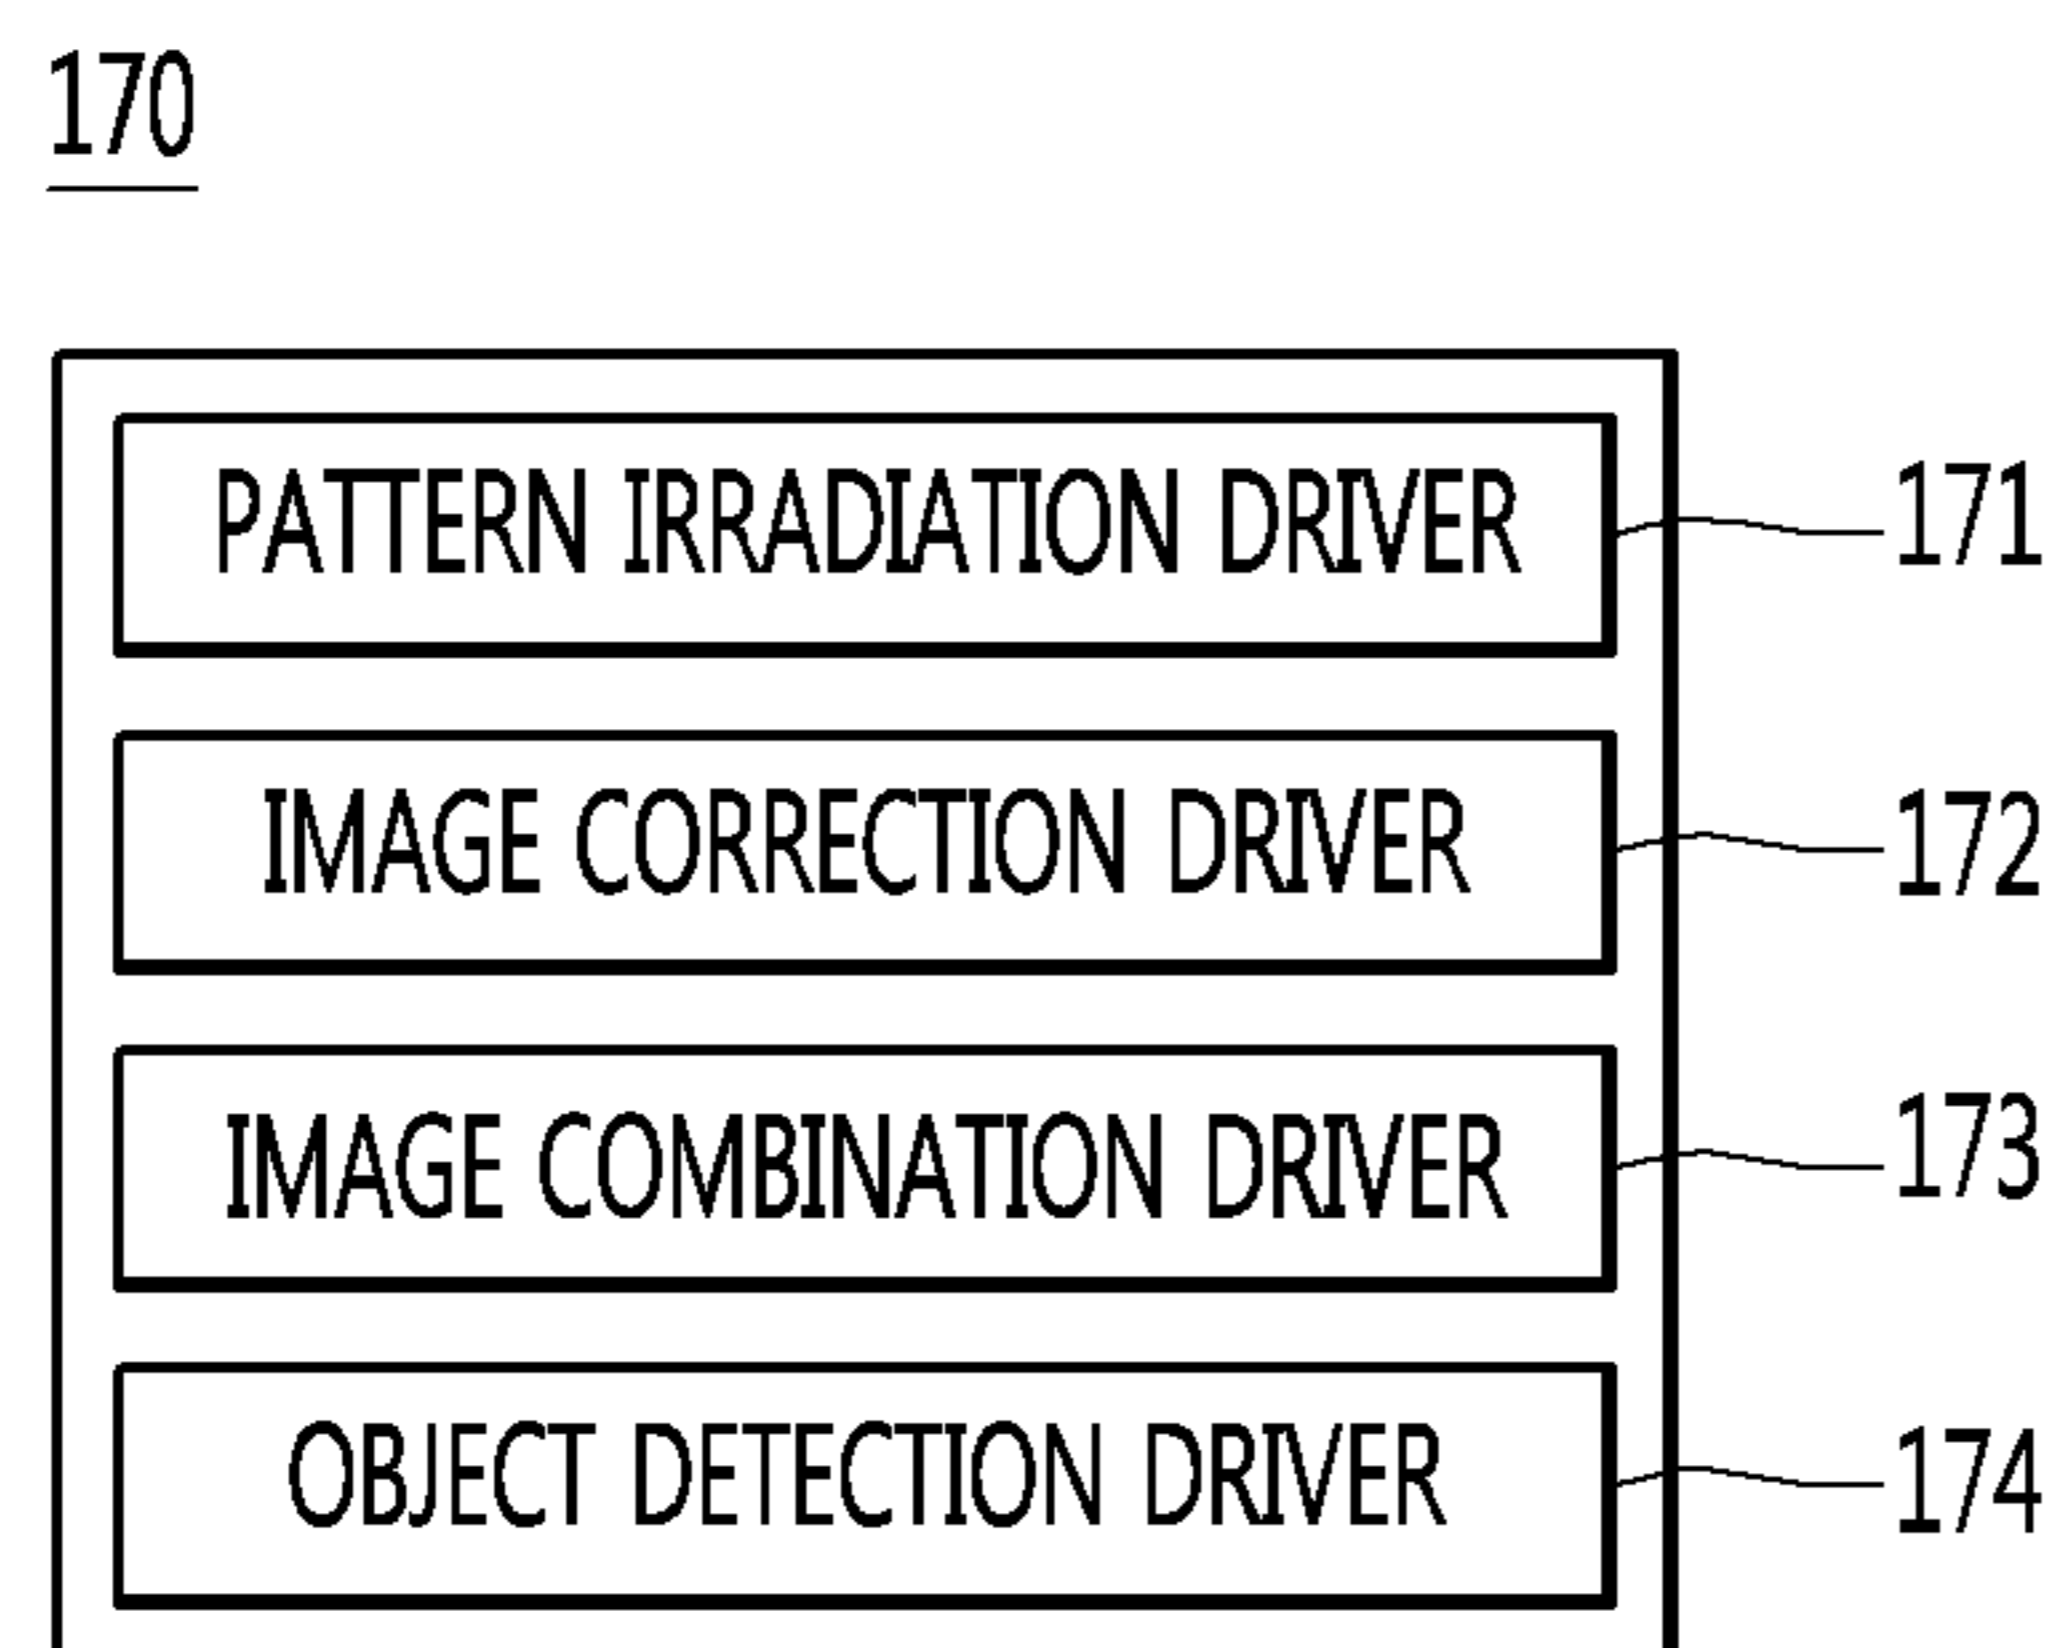 170
PATTERN IRRADIATION DRIVER 171
IMAGE CORRECTION DRIVER 172
IMAGE COMBINATION DRIVER 173
OBJECT DETECTION DRIVER 174